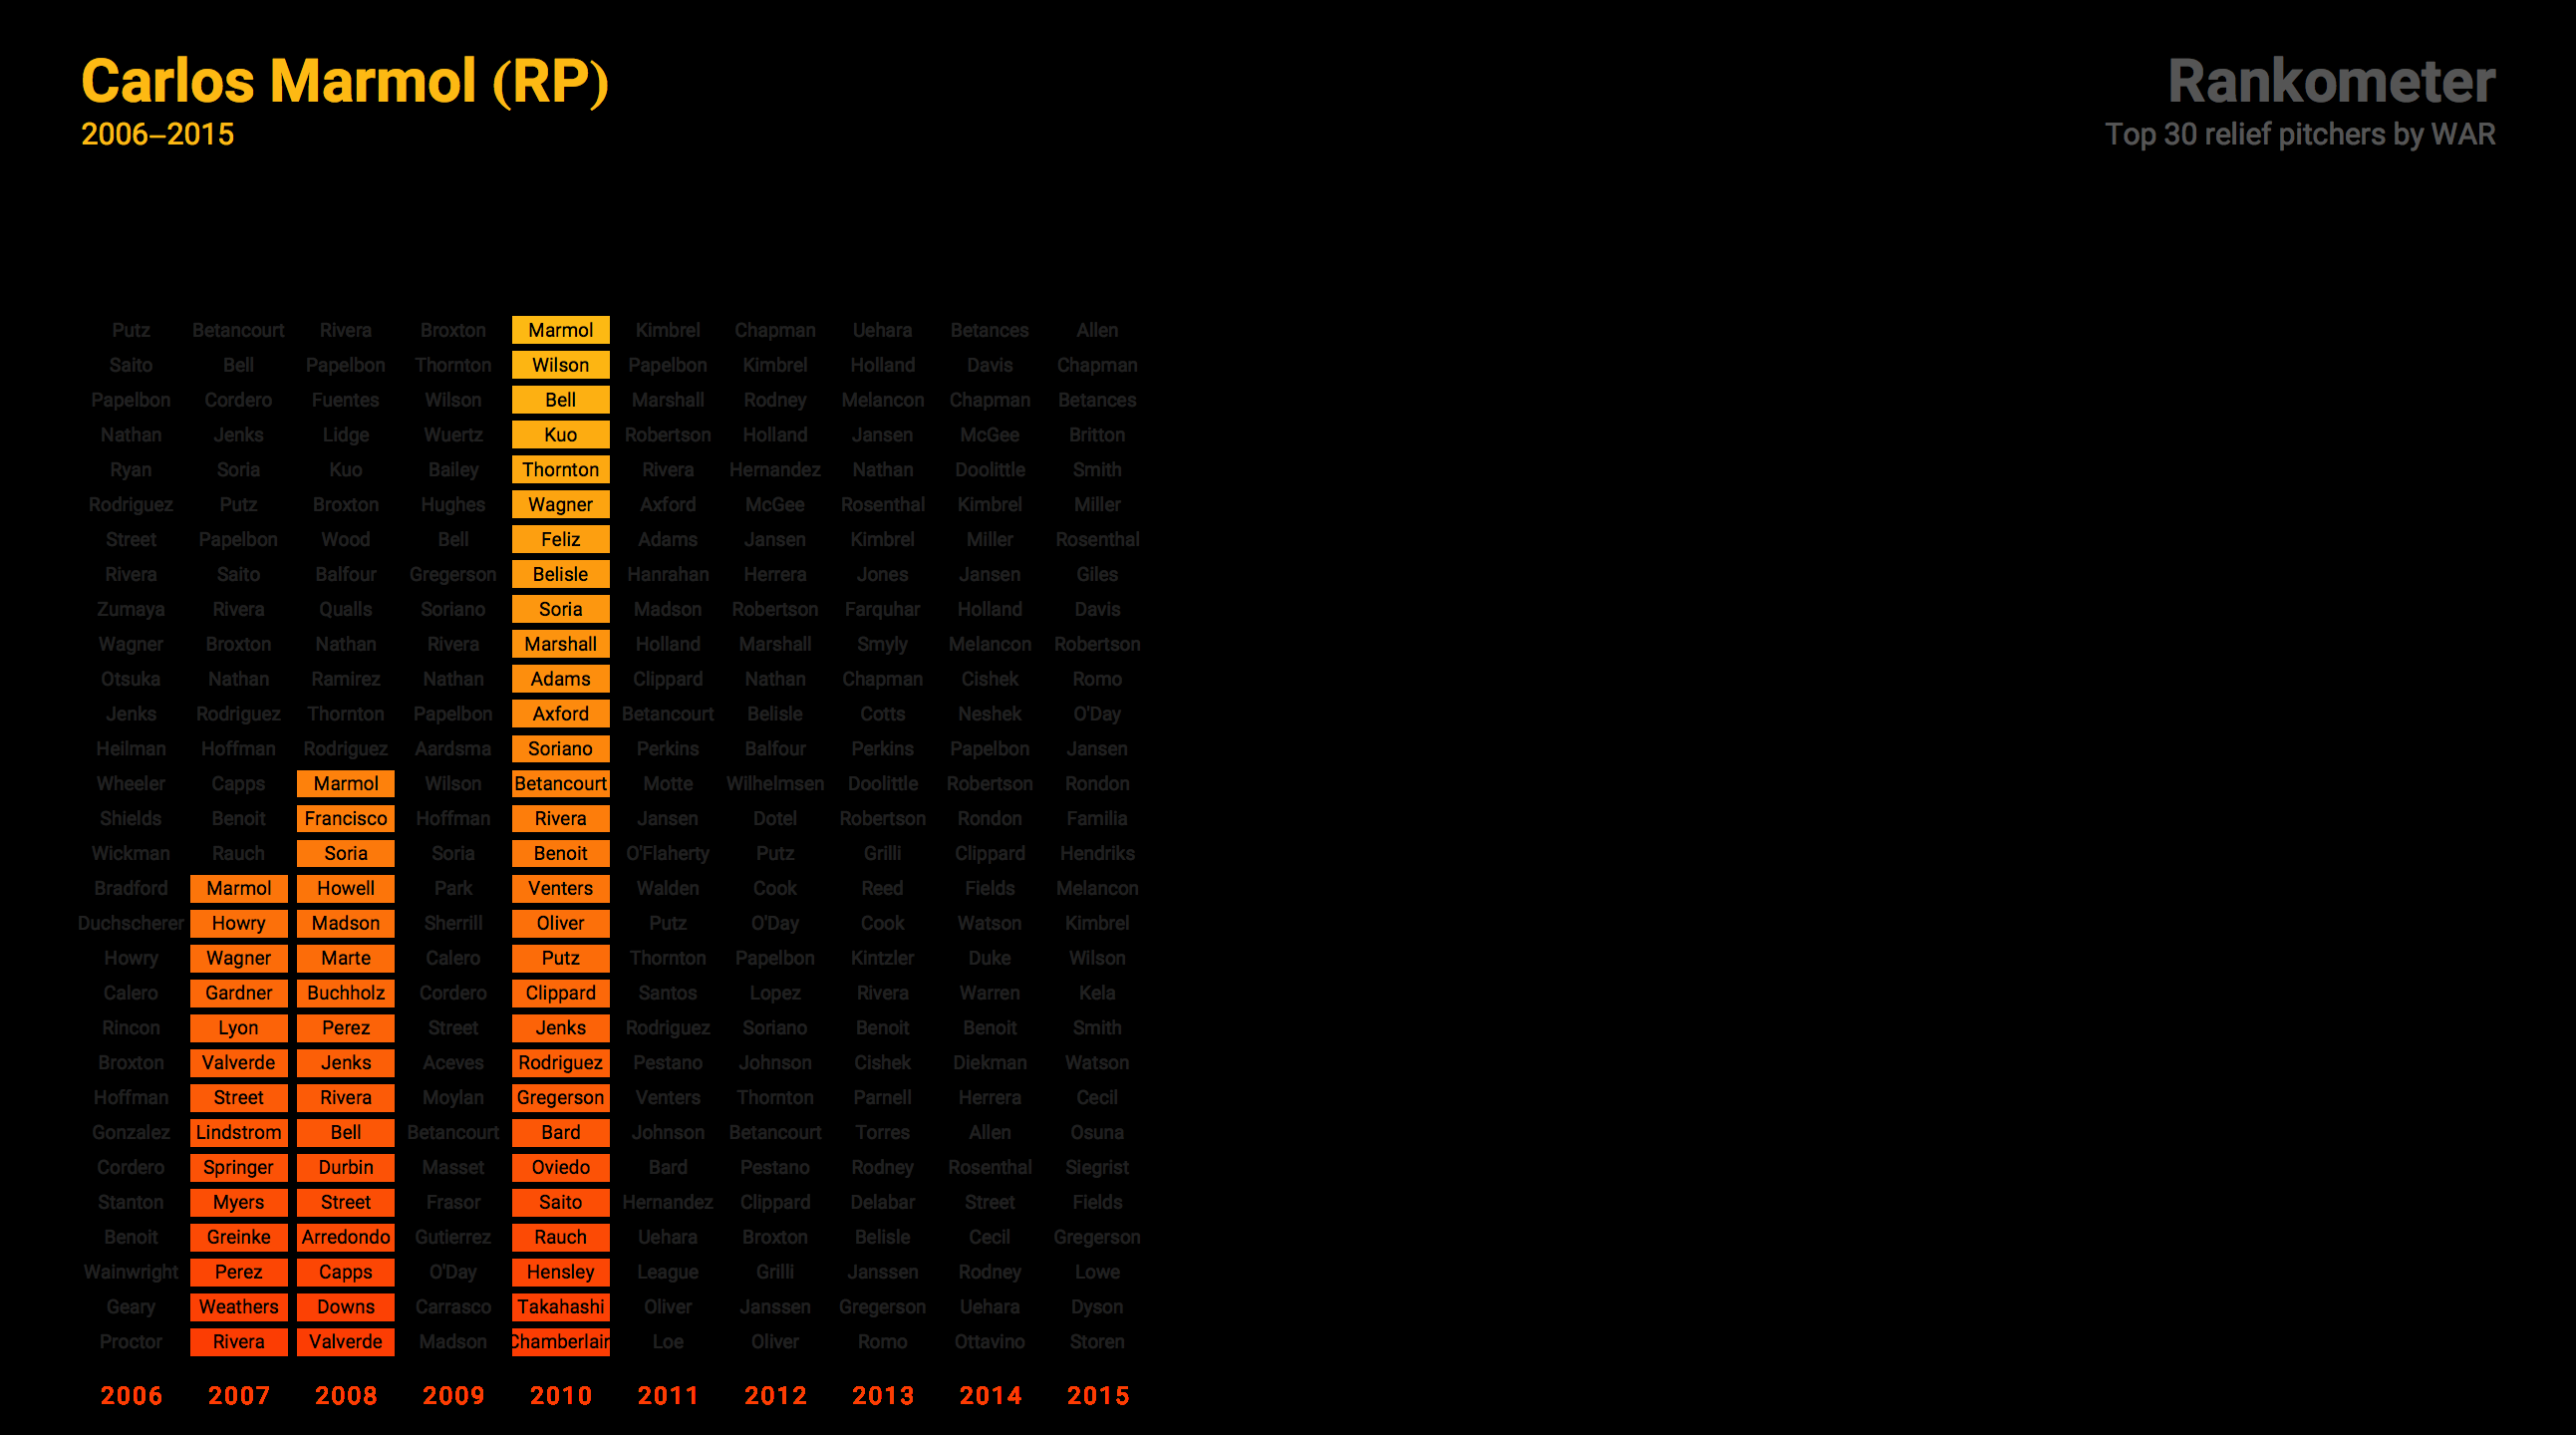 Carlos Marmol (RP)
2006–2015
Rankometer
Top 30 relief pitchers by WAR
Putz Betancourt Rivera Broxton Marmol Kimbrel Chapman Uehara Betances Allen
Saito Bell Papelbon Thornton Wilson Papelbon Kimbrel Holland Davis Chapman
Papelbon Cordero Fuentes Wilson Bell Marshall Rodney Melancon Chapman Betances
Nathan Jenks Lidge Wuertz Kuo Robertson Holland Jansen McGee Britton
Ryan Soria Kuo Bailey Thornton Rivera Hernandez Nathan Doolittle Smith
Rodriguez Putz Broxton Hughes Wagner Axford McGee Rosenthal Kimbrel Miller
Street Papelbon Wood Bell Feliz Adams Jansen Kimbrel Miller Rosenthal
Rivera Saito Balfour Gregerson Belisle Hanrahan Herrera Jones Jansen Giles
Zumaya Rivera Qualls Soriano Soria Madson Robertson Farquhar Holland Davis
Wagner Broxton Nathan Rivera Marshall Holland Marshall Smyly Melancon Robertson
Otsuka Nathan Ramirez Nathan Adams Clippard Nathan Chapman Cishek Romo
Jenks Rodriguez Thornton Papelbon Axford Betancourt Belisle Cotts Neshek O'Day
Heilman Hoffman Rodriguez Aardsma Soriano Perkins Balfour Perkins Papelbon Jansen
Wheeler Capps Marmol Wilson Betancourt Motte Wilhelmsen Doolittle Robertson Rondon
Shields Benoit Francisco Hoffman Rivera Jansen Dotel Robertson Rondon Familia
Wickman Rauch Soria Soria Benoit O'Flaherty Putz Grilli Clippard Hendriks
Bradford Marmol Howell Park Venters Walden Cook Reed Fields Melancon
Duchscherer Howry Madson Sherrill Oliver Putz O'Day Cook Watson Kimbrel
Howry Wagner Marte Calero Putz Thornton Papelbon Kintzler Duke Wilson
Calero Gardner Buchholz Cordero Clippard Santos Lopez Rivera Warren Kela
Rincon Lyon Perez Street Jenks Rodriguez Soriano Benoit Benoit Smith
Broxton Valverde Jenks Aceves Rodriguez Pestano Johnson Cishek Diekman Watson
Hoffman Street Rivera Moylan Gregerson Venters Thornton Parnell Herrera Cecil
Gonzalez Lindstrom Bell Betancourt Bard Johnson Betancourt Torres Allen Osuna
Cordero Springer Durbin Masset Oviedo Bard Pestano Rodney Rosenthal Siegrist
Stanton Myers Street Frasor Saito Hernandez Clippard Delabar Street Fields
Benoit Greinke Arredondo Gutierrez Rauch Uehara Broxton Belisle Cecil Gregerson
Wainwright Perez Capps O'Day Hensley League Grilli Janssen Rodney Lowe
Geary Weathers Downs Carrasco Takahashi Oliver Janssen Gregerson Uehara Dyson
Proctor Rivera Valverde Madson Chamberlain Loe Oliver Romo Ottavino Storen
2006 2007 2008 2009 2010 2011 2012 2013 2014 2015